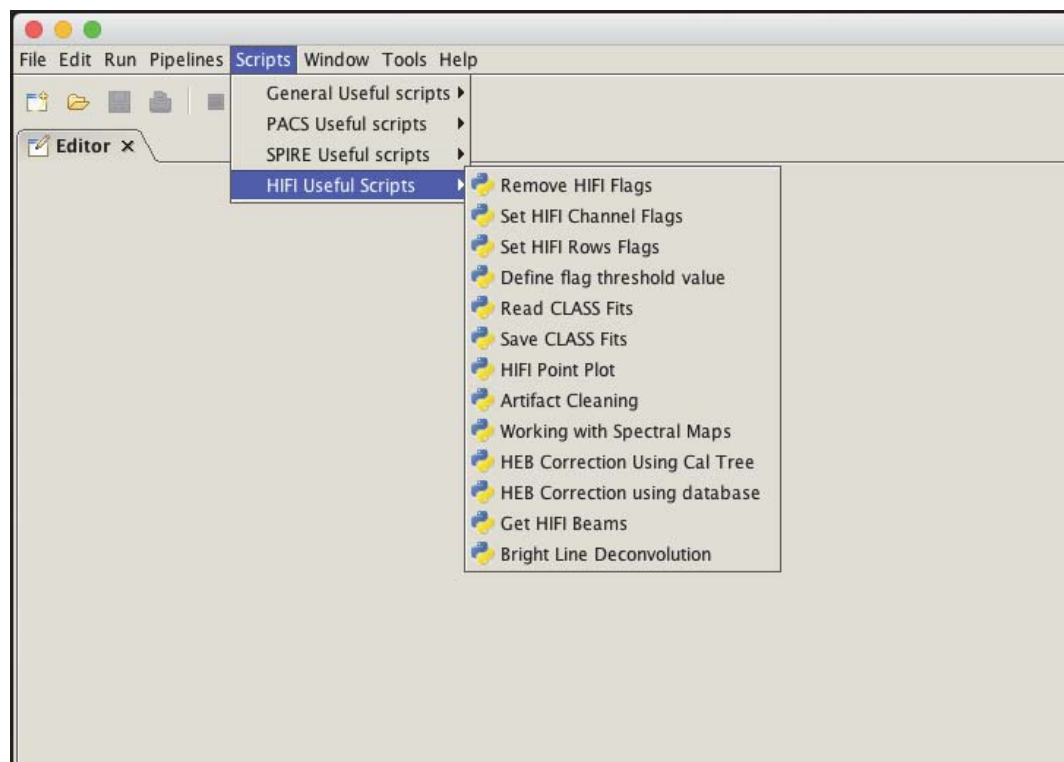 File Edit Run Pipelines Scripts Window Tools Help
General Useful scripts
PACS Useful scripts
Editor
SPIRE Useful scripts
HIFI Useful Scripts
Remove HIFI Flags
Set HIFI Channel Flags
Set HIFI Rows Flags
Define flag threshold value
Read CLASS Fits
Save CLASS Fits
HIFI Point Plot
Artifact Cleaning
Working with Spectral Maps
HEB Correction Using Cal Tree
HEB Correction using database
Get HIFI Beams
Bright Line Deconvolution